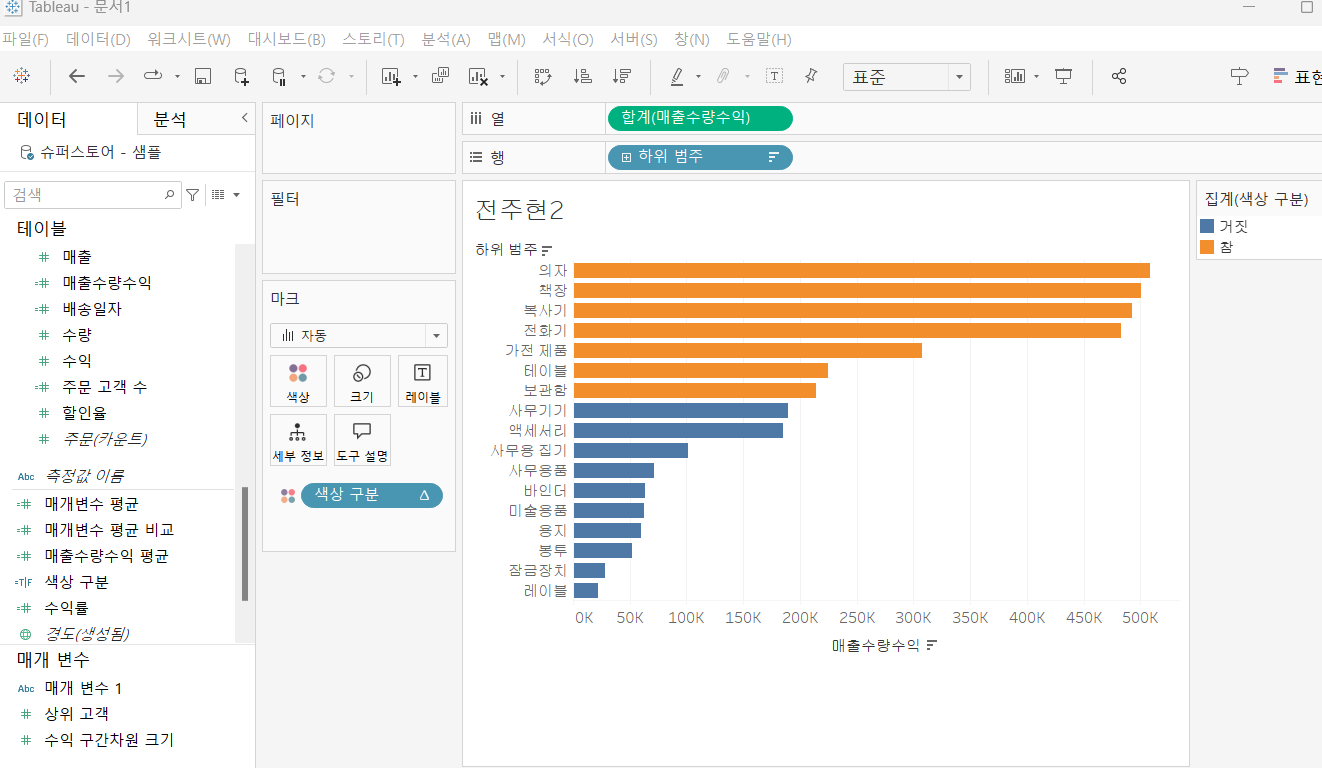 Tableau - 문서1
파일(F) 데이터(D) 워크시트(W) 대시보드(B) 스토리(T) 분석(A) 맵(M) 서식(O) 서버(S) 창(N) 도움말(H)
표준
표현
데이터 분석
슈퍼스토어 - 샘플
검색
테이블
매출
매출수량수익
배송일자
수량
수익
주문 고객 수
할인율
주문(카운트)
Abc 측정값 이름
매개변수 평균
매개변수 평균 비교
매출수량수익 평균
T|F 색상 구분
수익률
경도(생성됨)
매개 변수
Abc 매개 변수 1
상위 고객
수익 구간차원 크기
페이지
필터
마크
자동
색상 크기 레이블
세부 정보 도구 설명
색상 구분
열 합계(매출수량수익)
행 하위 범주
전주현2
하위 범주
의자
책장
복사기
전화기
가전 제품
테이블
보관함
사무기기
액세서리
사무용 집기
사무용품
바인더
미술용품
용지
봉투
잠금장치
레이블
0K 50K 100K 150K 200K 250K 300K 350K 400K 450K 500K
매출수량수익
집계(색상 구분)
거짓
참